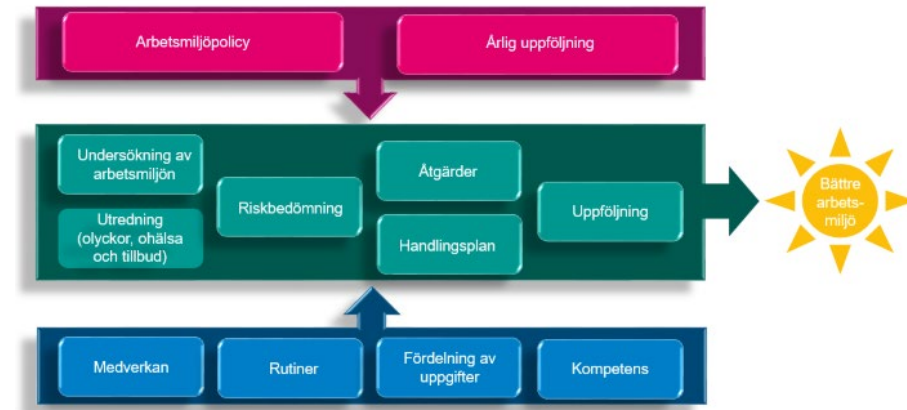 Arbetsmiljöpolicy
Årlig uppföljning
Undersökning av
arbetsmiljön
Utredning
(olyckor, ohälsa
och tillbud)
Riskbedömning
Åtgärder
Handlingsplan
Uppföljning
Bättre
arbets-
miljö
Medverkan
Rutiner
Fördelning av
uppgifter
Kompetens